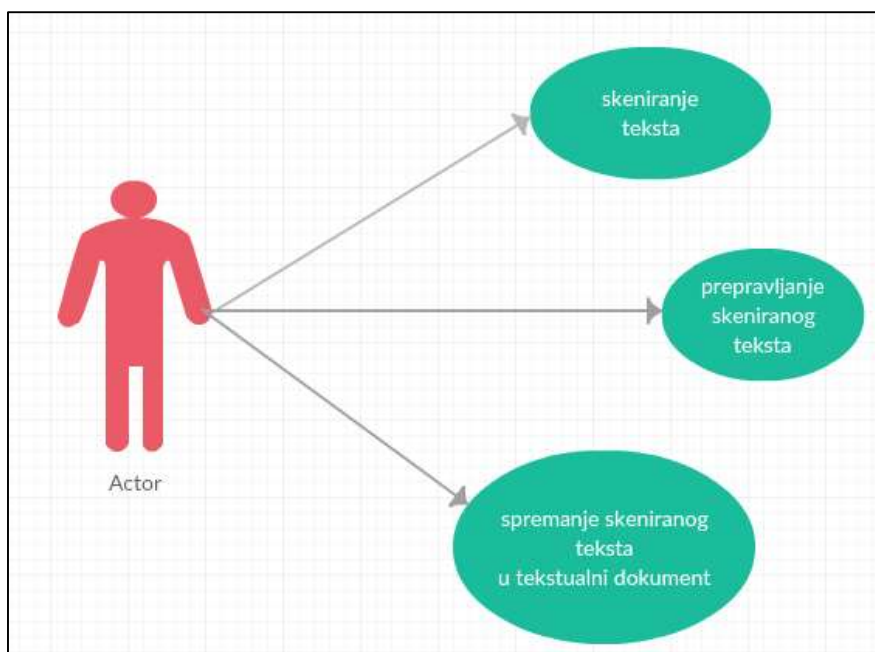 skeniranje
teksta
prepravljanje
skeniranog
teksta
Actor
spremanje skeniranog
teksta
u tekstualni dokument